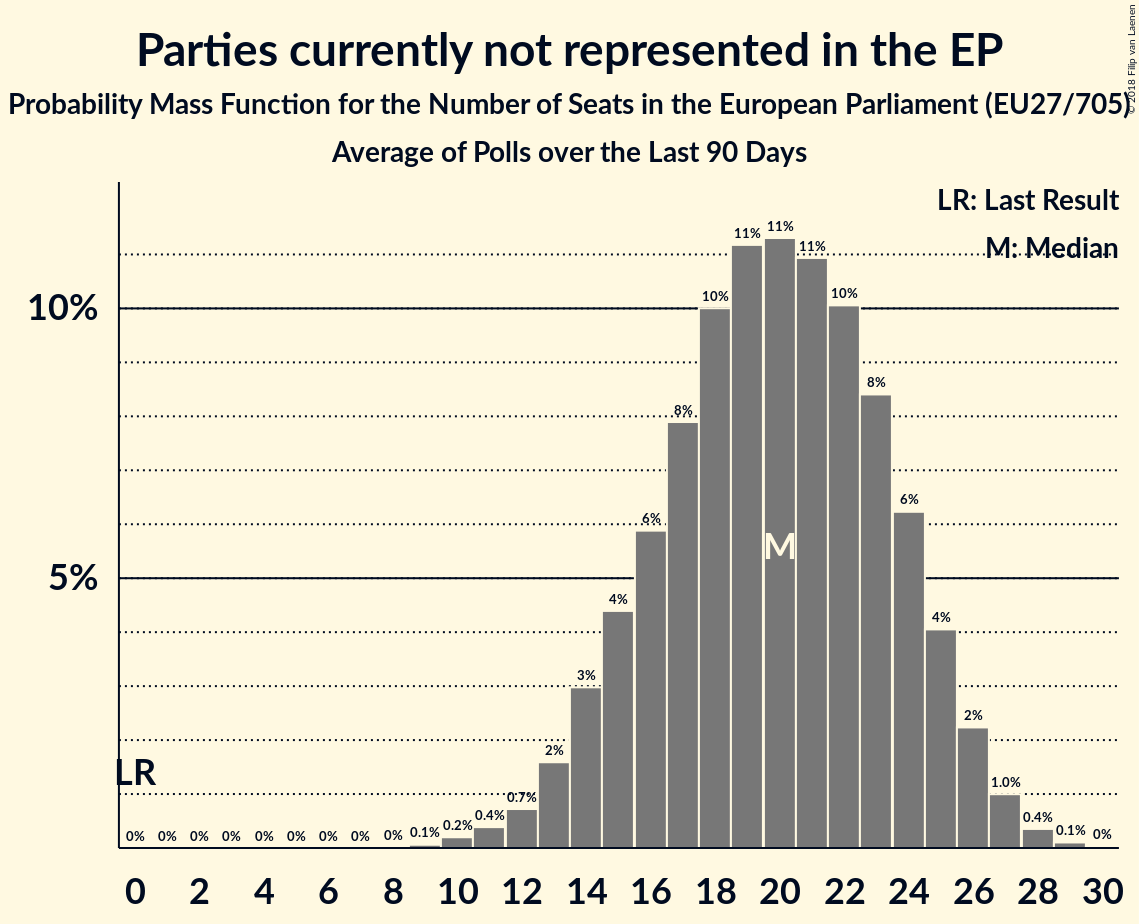 Parties currently not represented in the EP
Probability Mass Function for the Number of Seats in the European Parliament (EU27/705)
Average of Polls over the Last 90 Days
© 2018 Filip van Laenen
LR: Last Result
M: Median
10%
5%
LR
M
0% 0% 0% 0% 0% 0% 0% 0% 0% 0.1% 0.2% 0.4% 0.7% 2% 3% 4% 6% 8% 10% 11% 11% 11% 10% 8% 6% 4% 2% 1.0% 0.4% 0.1% 0%
0 2 4 6 8 10 12 14 16 18 20 22 24 26 28 30